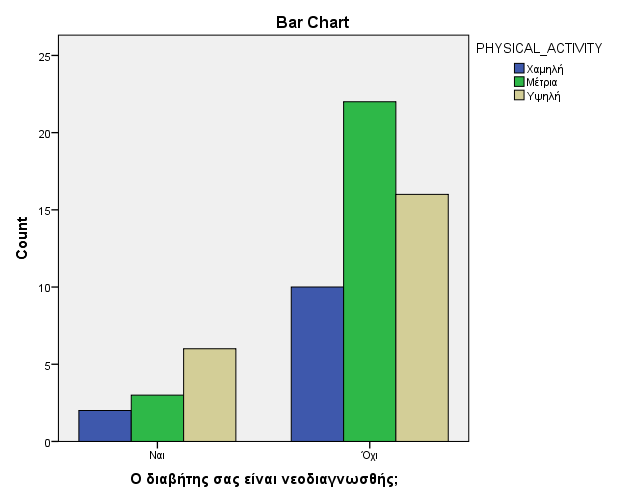 Bar Chart
PHYSICAL_ACTIVITY
Χαμηλή
Μέτρια
Υψηλή
Count
25
20
15
10
5
0
Ναι
Όχι
Ο διαβήτης σας είναι νεοδιαγνωσθής;